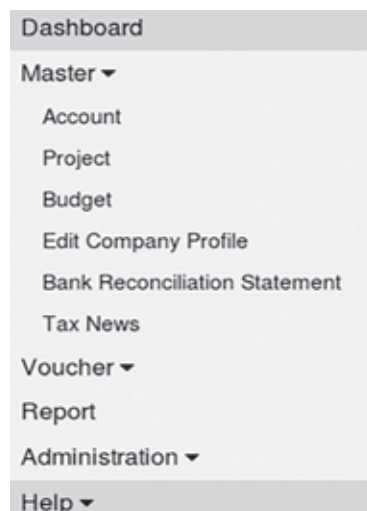 Dashboard
Master
Account
Project
Budget
Edit Company Profile
Bank Reconciliation Statement
Tax News
Voucher
Report
Administration
Help